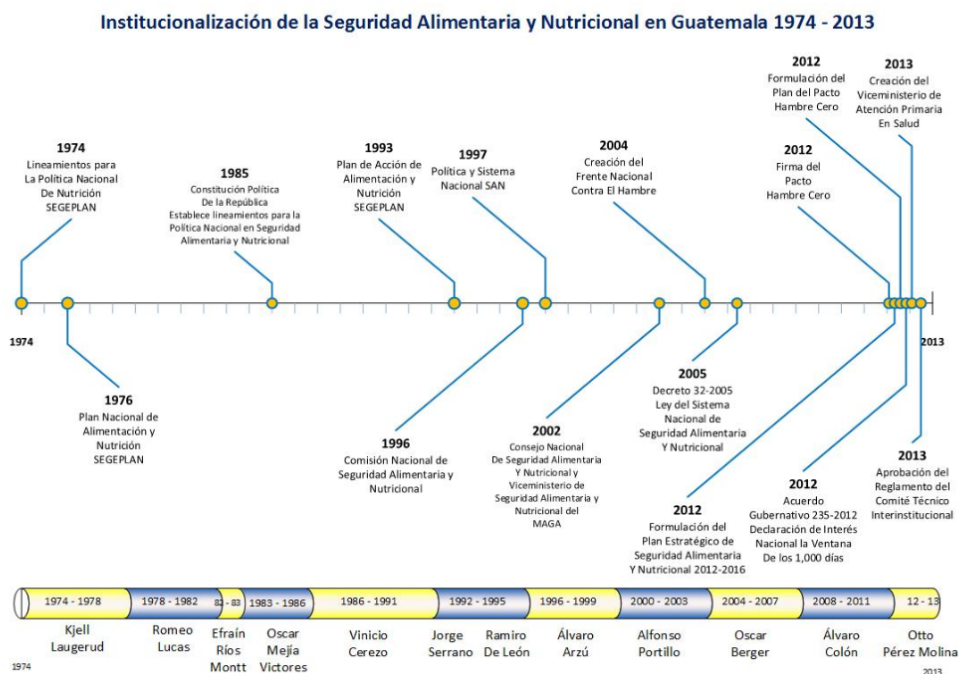 Institucionalización de la Seguridad Alimentaria y Nutricional en Guatemala 1974 - 2013
1974
Lineamientos para
La Política Nacional
De Nutrición
SEGEPLAN
1985
Constitución Política
De la República
Establece lineamientos para la
Política Nacional en Seguridad
Alimentaria y Nutricional
1993
Plan de Acción de
Alimentación y
Nutrición
SEGEPLAN
1997
Política y Sistema
Nacional SAN
2004
Creación del
Frente Nacional
Contra El Hambre
2012
Formulación del
Plan del Pacto
Hambre Cero
2012
Firma del
Pacto
Hambre Cero
2013
Creación del
Viceministerio de
Atención Primaria
En Salud
1974
2013
1976
Plan Nacional de
Alimentación y
Nutrición
SEGEPLAN
1996
Comisión Nacional de
Seguridad Alimentaria y
Nutricional
2002
Consejo Nacional
De Seguridad Alimentaria
Y Nutricional y
Viceministerio de
Seguridad Alimentaria y
Nutricional del
MAGA
2005
Decreto 32-2005
Ley del Sistema
Nacional de
Seguridad Alimentaria
Y Nutricional
2012
Formulación del
Plan Estratégico de
Seguridad Alimentaria
Y Nutricional 2012-2016
2012
Acuerdo
Gubernativo 235-2012
Declaración de Interés
Nacional la Ventana
De los 1,000 días
2013
Aprobación del
Reglamento del
Comité Técnico
Interinstitucional
1974 - 1978
1978 - 1982
82 - 83
1983 - 1986
1986 - 1991
1992 - 1995
1996 - 1999
2000 - 2003
2004 - 2007
2008 - 2011
12 - 13
Kjell
Laugerud
Romeo
Lucas
Efraín
Ríos
Montt
Oscar
Mejía
Victores
Vinicio
Cerezo
Jorge
Serrano
Ramiro
De León
Álvaro
Arzú
Alfonso
Portillo
Oscar
Berger
Álvaro
Colón
Otto
Pérez Molina
1974
2013